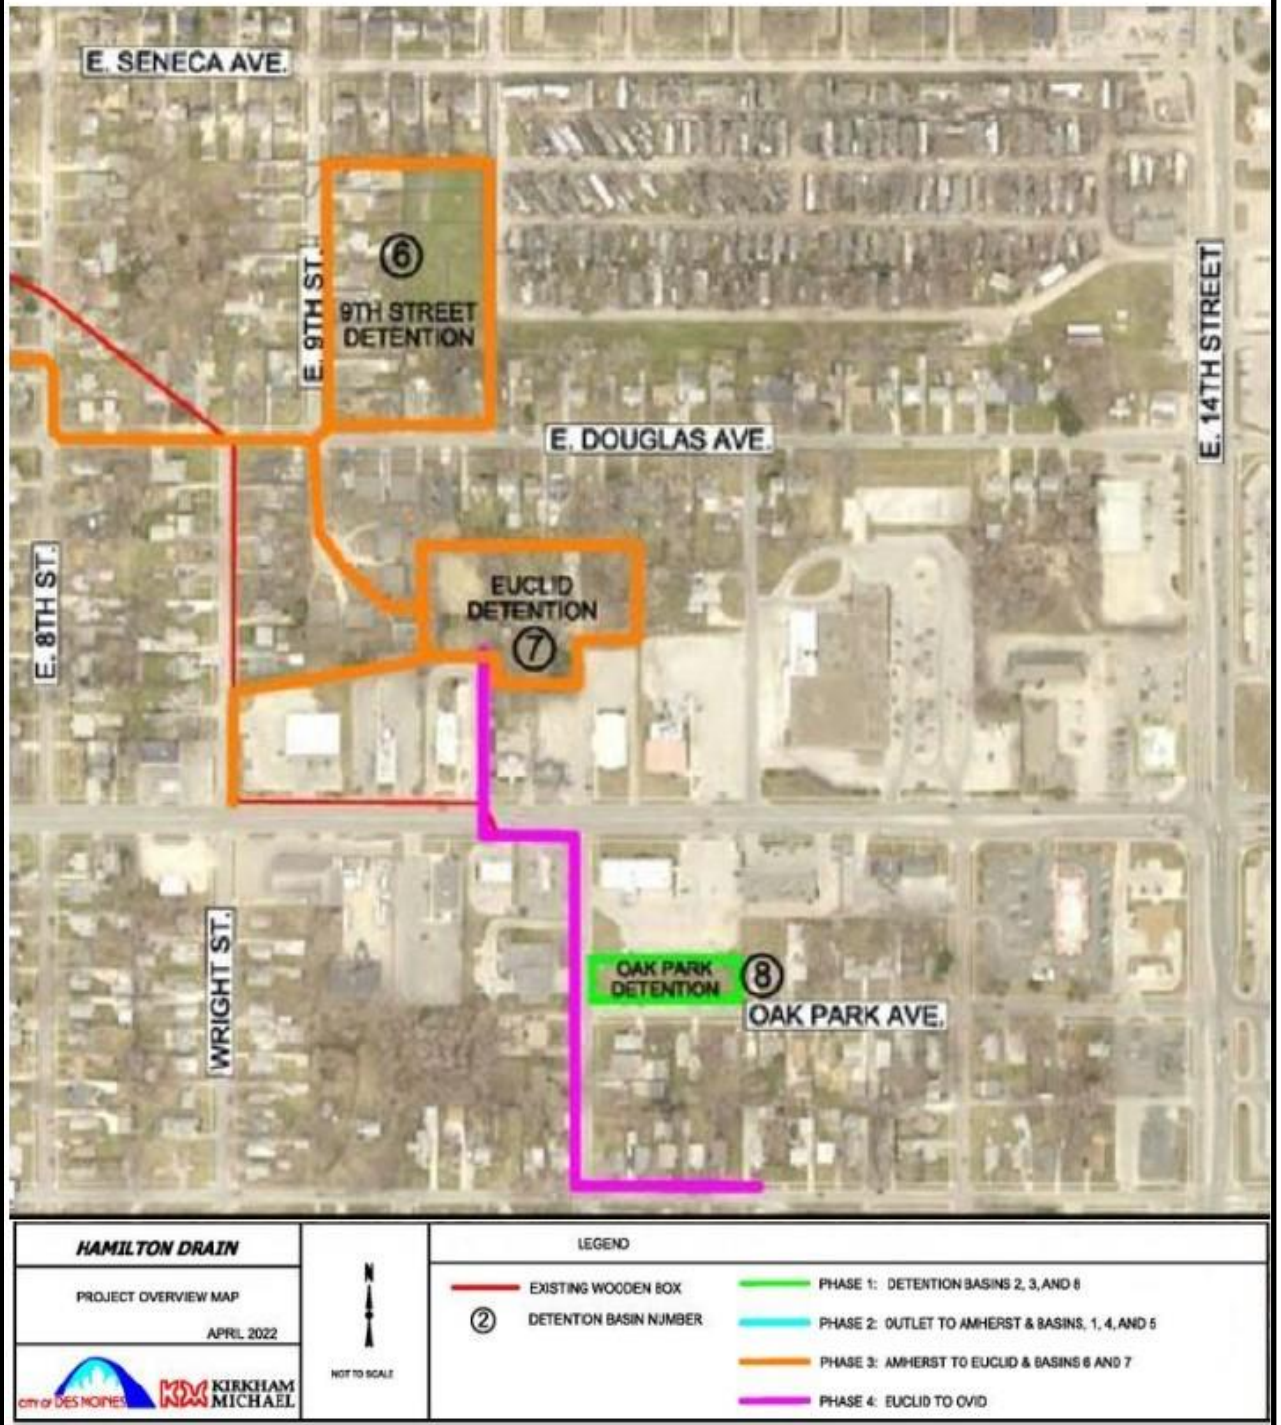 E. SENECA AVE.
E. 9TH ST.
6
9TH STREET
DETENTION
E. 14TH STREET
E. DOUGLAS AVE.
E. 8TH ST.
EUCLID
DETENTION
7
WRIGHT ST.
OAK PARK
DETENTION
8
OAK PARK AVE.
HAMILTON DRAIN
PROJECT OVERVIEW MAP
APRIL 2022
CITY OF DES MOINES
KM KIRKHAM
MICHAEL
N
NOT TO SCALE
LEGEND
EXISTING WOODEN BOX
2 DETENTION BASIN NUMBER
PHASE 1: DETENTION BASINS 2, 3, AND 8
PHASE 2: OUTLET TO AMHERST & BASINS, 1, 4, AND 5
PHASE 3: AMHERST TO EUCLID & BASINS 6 AND 7
PHASE 4: EUCLID TO OVID